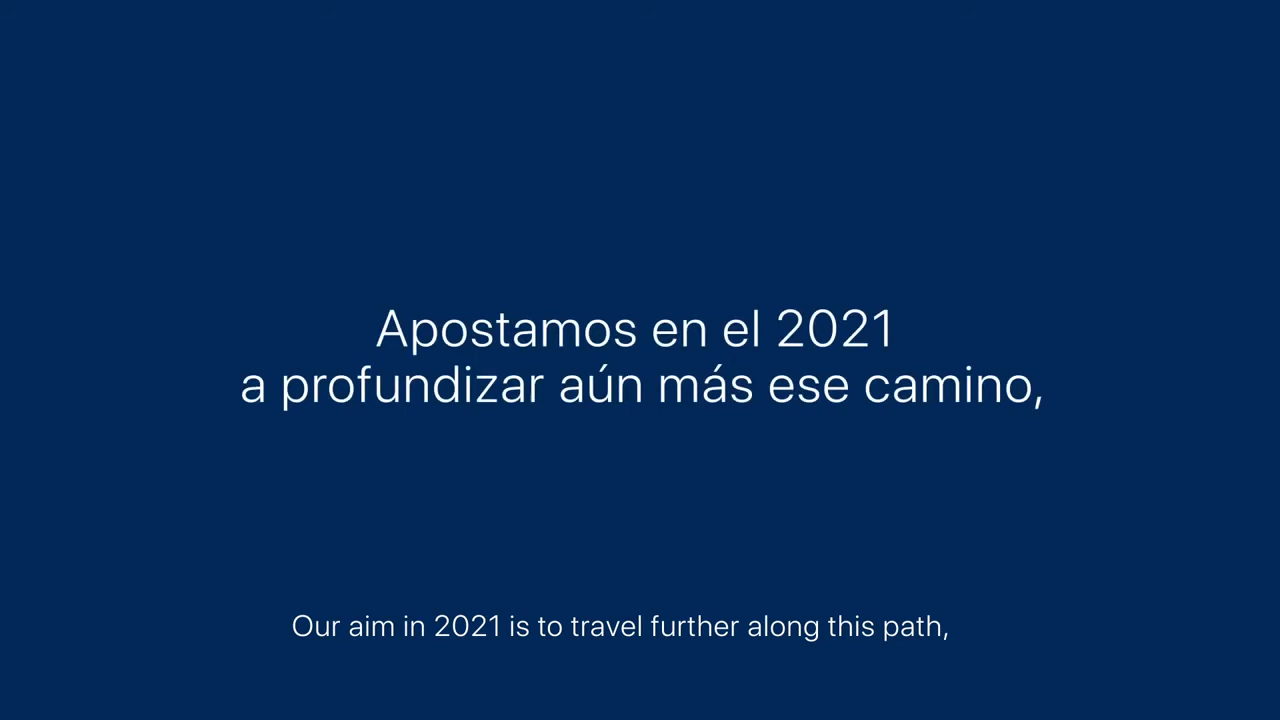 Apostamos en el 2021
a profundizar aún más ese camino,
Our aim in 2021 is to travel further along this path,